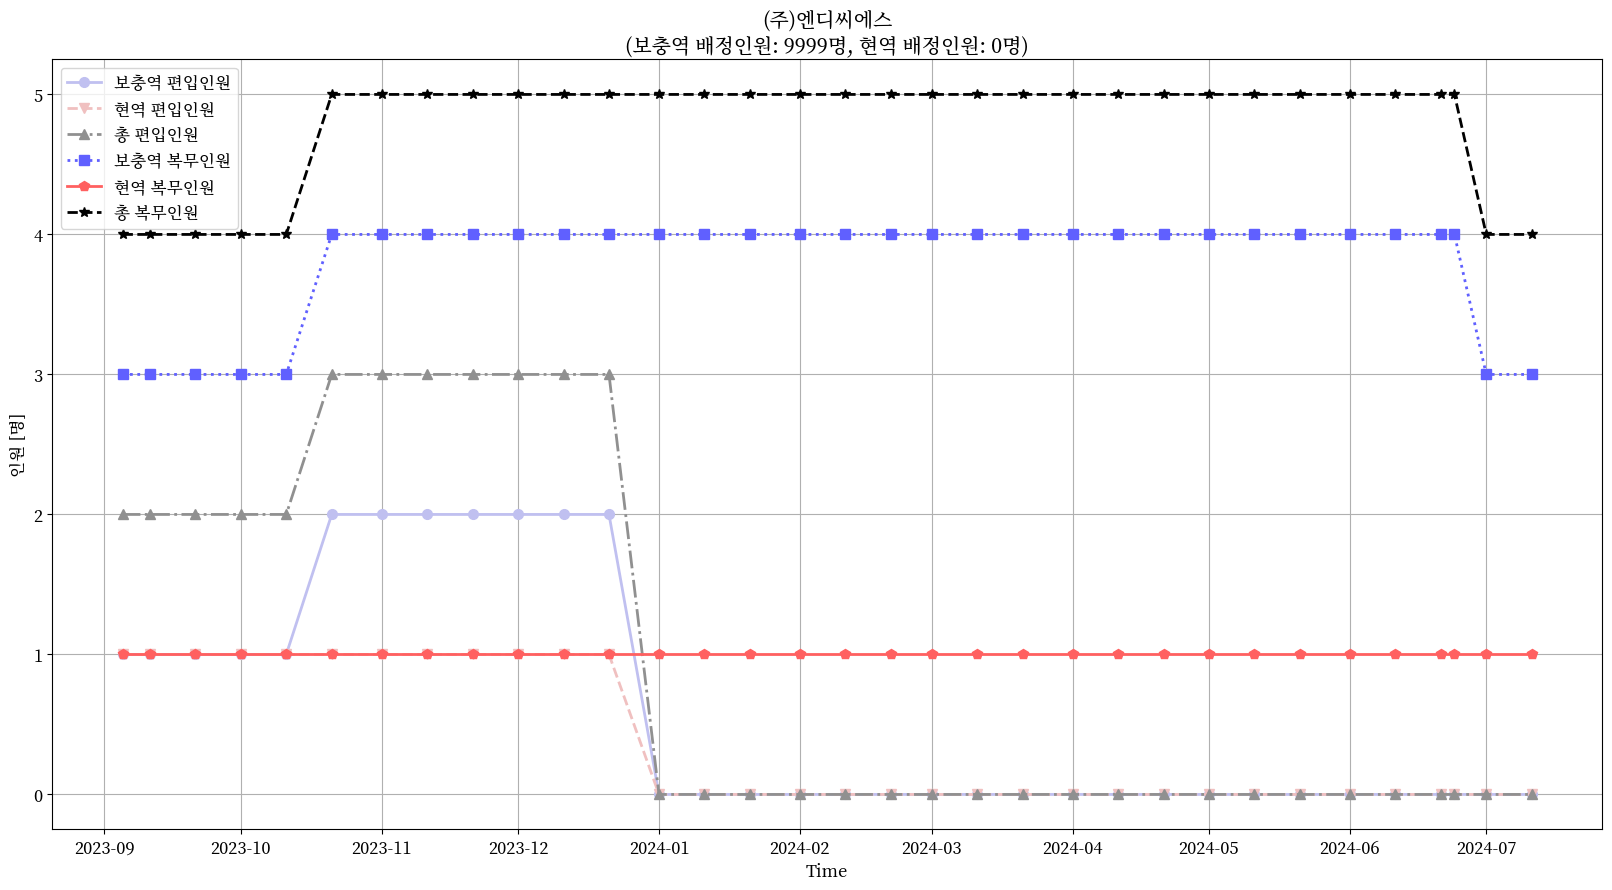 (주)엔디씨에스
(보충역 배정인원: 9999명, 현역 배정인원: 0명)
보충역 편입인원
현역 편입인원
총 편입인원
보충역 복무인원
현역 복무인원
총 복무인원
5
4
3
2
1
0
인원 [명]
2023-09
2023-10
2023-11
2023-12
2024-01
2024-02
2024-03
2024-04
2024-05
2024-06
2024-07
Time